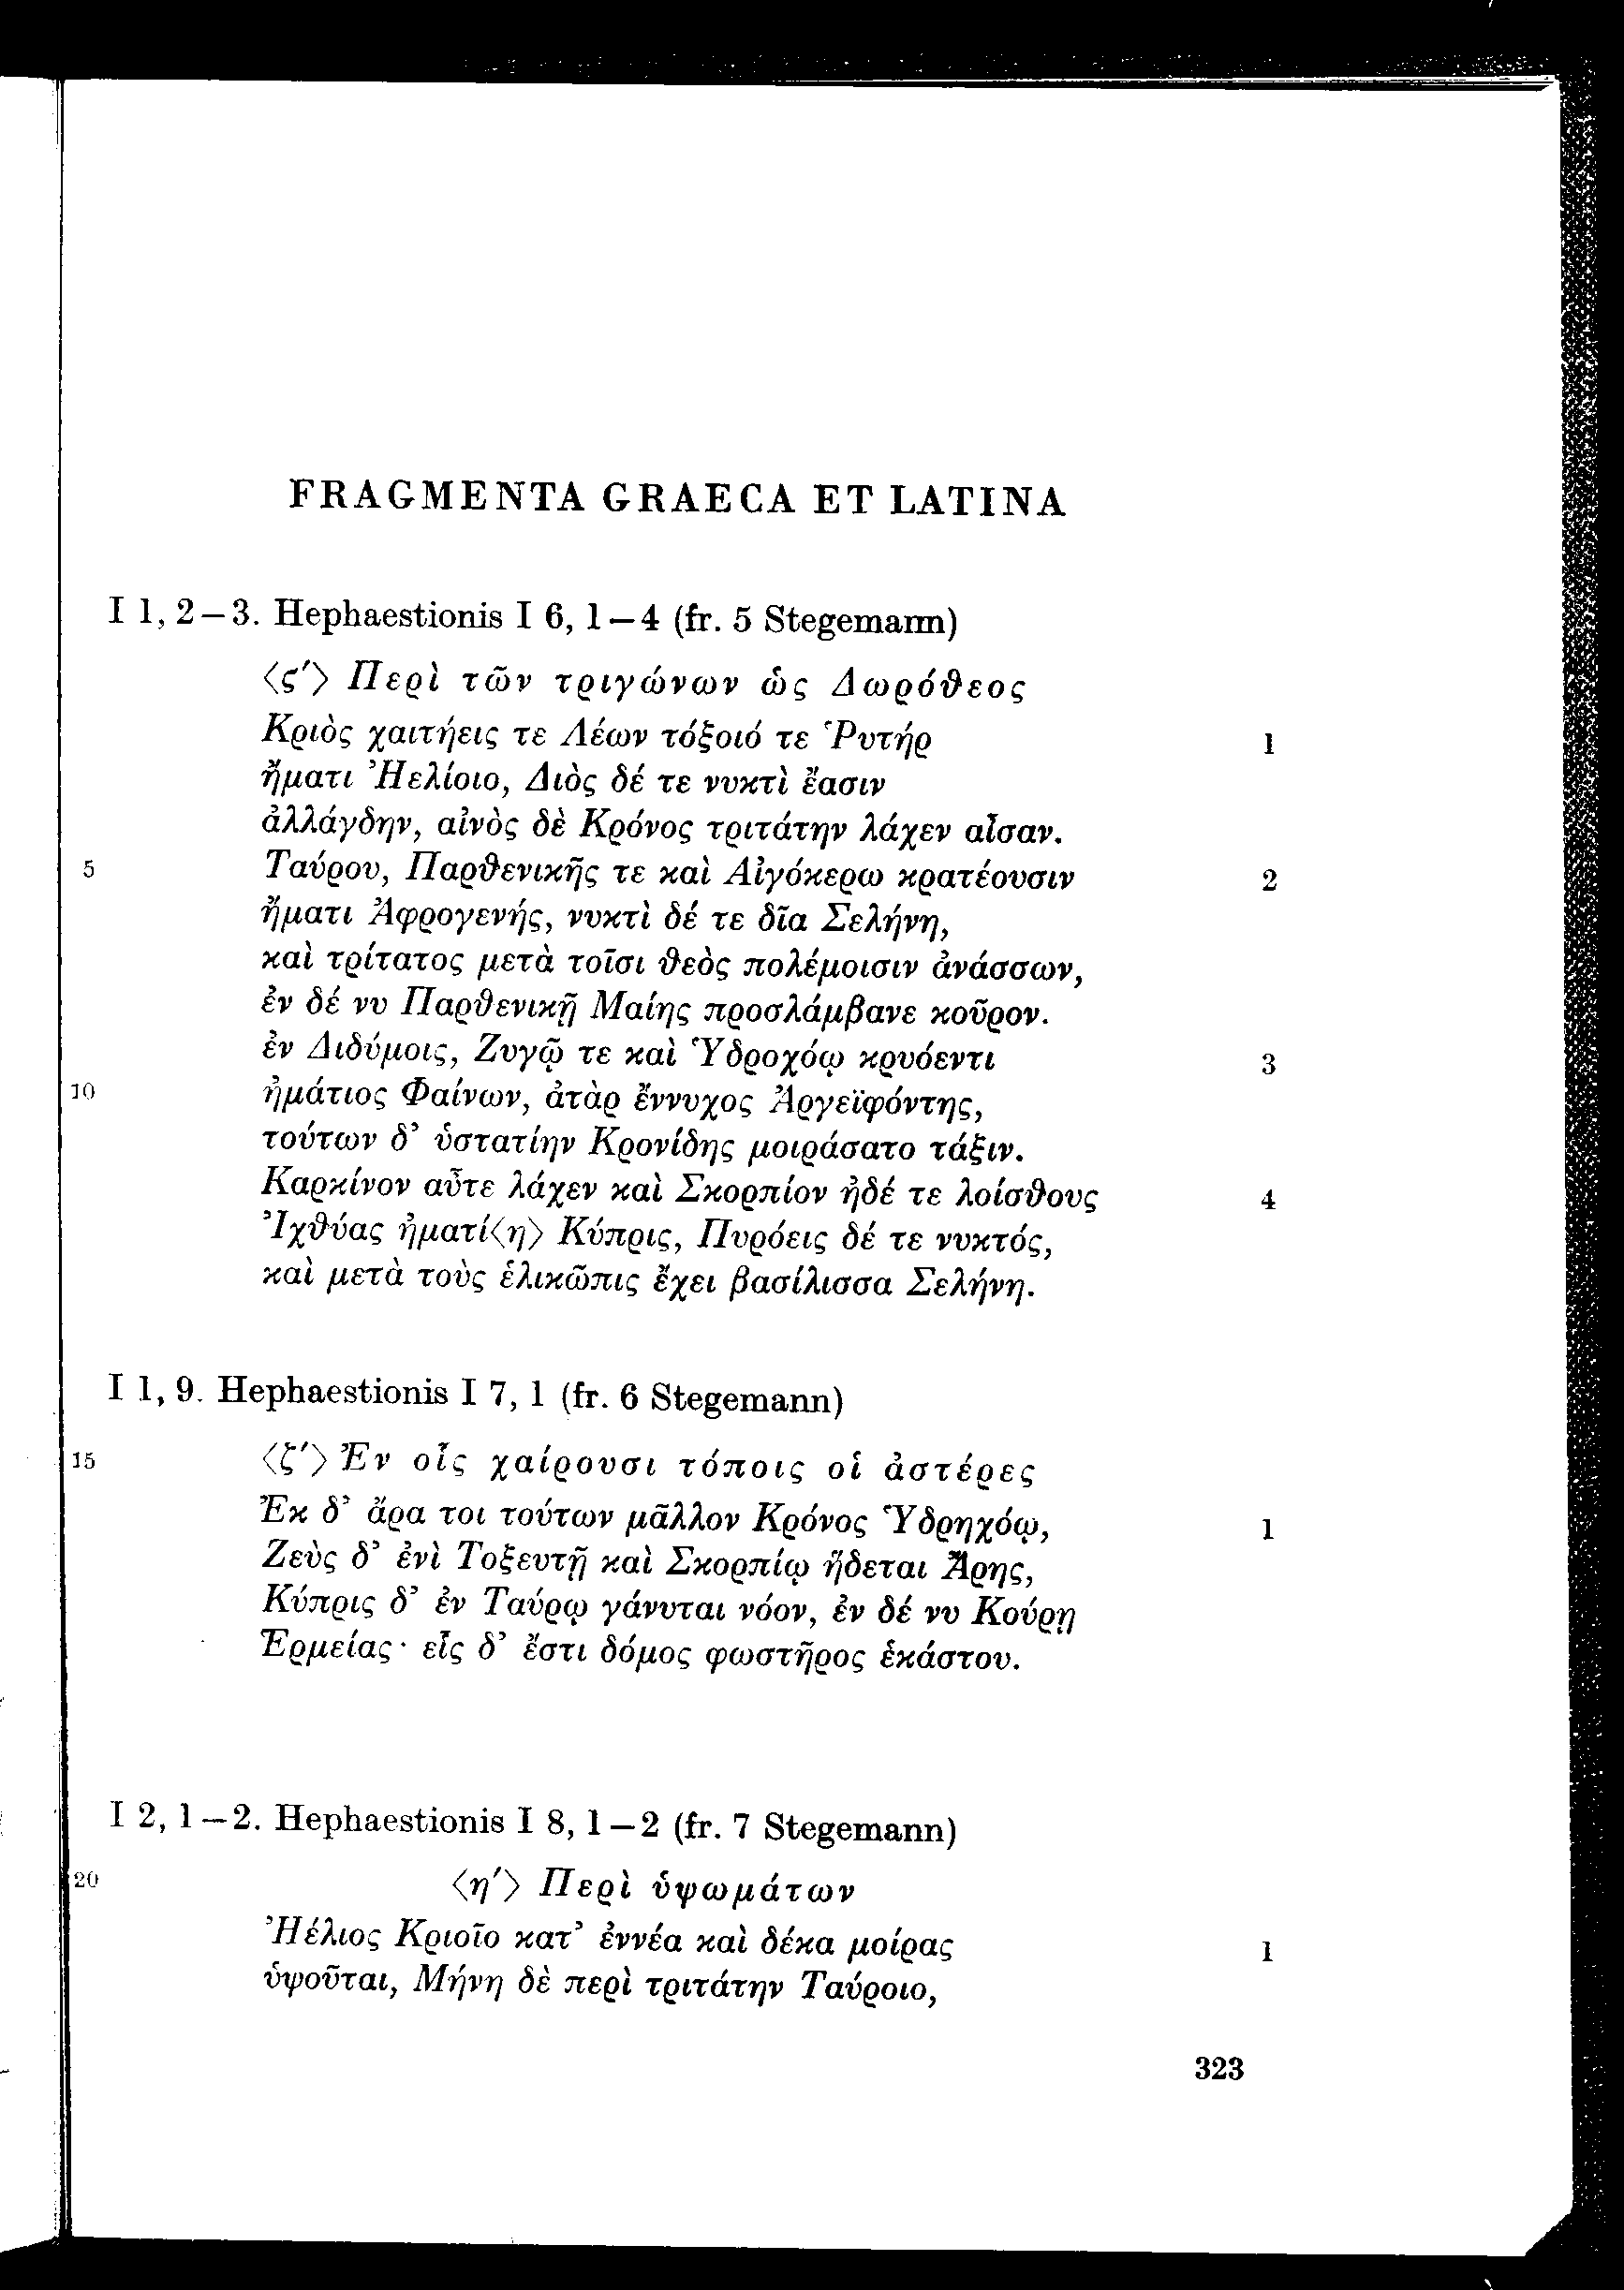 FRAGMENTA GRAECA ET LATINA
I 1, 2–3. Hephaestionis I 6, 1–4 (fr. 5 Stegemann)
〈ς′〉 Περὶ τῶν τριγώνων ὡς Δωρόθεος
Κριὸς χαιτήεις τε Λέων τόξοιό τε Ῥυτήρ 1
ἤματι Ἠελίοιο, Διὸς δέ τε νυκτὶ ἔασιν
ἀλλάγδην, αἰνὸς δὲ Κρόνος τριτάτην λάχεν αἶσαν.
5 Ταύρου, Παρθενικῆς τε καὶ Αἰγόκερω κρατέουσιν 2
ἤματι Ἀφρογενής, νυκτὶ δέ τε δῖα Σελήνη,
καὶ τρίτατος μετὰ τοῖσι θεὸς πολέμοισιν ἀνάσσων,
ἐν δέ νυ Παρθενικῇ Μαίης προσλάμβανε κοῦρον.
ἐν Διδύμοις, Ζυγῷ τε καὶ Ὑδροχόῳ κρυόεντι 3
10 ἠμάτιος Φαίνων, ἀτὰρ ἔννυχος Ἀργεϊφόντης,
τούτων δ’ ὑστατίην Κρονίδης μοιράσατο τάξιν.
Καρκίνον αὖτε λάχεν καὶ Σκορπίον ἠδέ τε λοίσθους 4
Ἰχθύας ἠματί〈η〉 Κύπρις, Πυρόεις δέ τε νυκτός,
καὶ μετὰ τοὺς ἑλικῶπις ἔχει βασίλισσα Σελήνη.
I 1, 9. Hephaestionis I 7, 1 (fr. 6 Stegemann)
15 〈ζ′〉 Ἐν οἷς χαίρουσι τόποις οἱ ἀστέρες
Ἐκ δ’ ἄρα τοι τούτων μᾶλλον Κρόνος Ὑδρηχόῳ, 1
Ζεὺς δ’ ἐνὶ Τοξευτῇ καὶ Σκορπίῳ ἥδεται Ἄρης,
Κύπρις δ’ ἐν Ταύρῳ γάνυται νόον, ἐν δέ νυ Κούρῃ
Ἑρμείας· εἷς δ’ ἔστι δόμος φωστῆρος ἑκάστου.
I 2, 1–2. Hephaestionis I 8, 1–2 (fr. 7 Stegemann)
20 〈η′〉 Περὶ ὑψωμάτων
Ἠέλιος Κριοῖο κατ’ ἐννέα καὶ δέκα μοίρας 1
ὑψοῦται, Μήνη δὲ περὶ τριτάτην Ταύροιο,
323